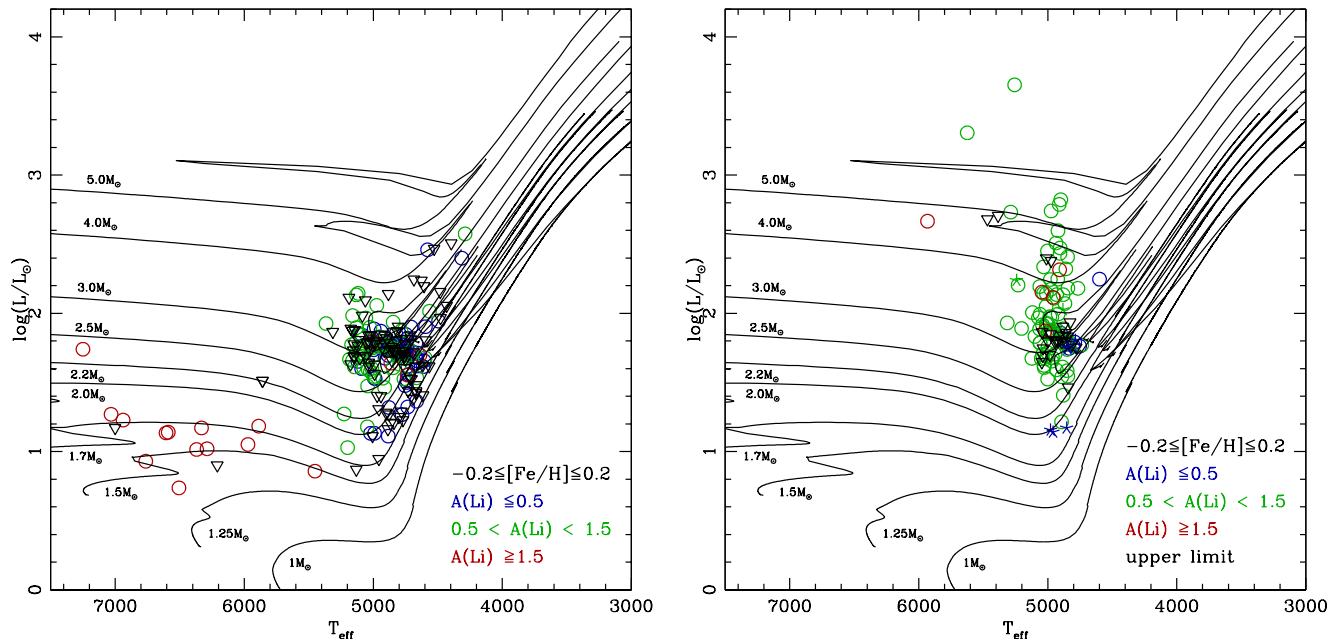 4
3
2
1
0
log(L/L⊙)
5.0M⊙
4.0M⊙
3.0M⊙
2.5M⊙
2.2M⊙
2.0M⊙
1.7M⊙
1.5M⊙
1.25M⊙
1M⊙
−0.2≦[Fe/H]≦0.2
A(Li) ≦0.5
0.5 < A(Li) < 1.5
A(Li) ≧1.5
7000 6000 5000 4000 3000
Teff
4
3
2
1
0
log(L/L⊙)
5.0M⊙
4.0M⊙
3.0M⊙
2.5M⊙
2.2M⊙
2.0M⊙
1.7M⊙
1.5M⊙
1.25M⊙
1M⊙
−0.2≦[Fe/H]≦0.2
A(Li) ≦0.5
0.5 < A(Li) < 1.5
A(Li) ≧1.5
upper limit
7000 6000 5000 4000 3000
Teff